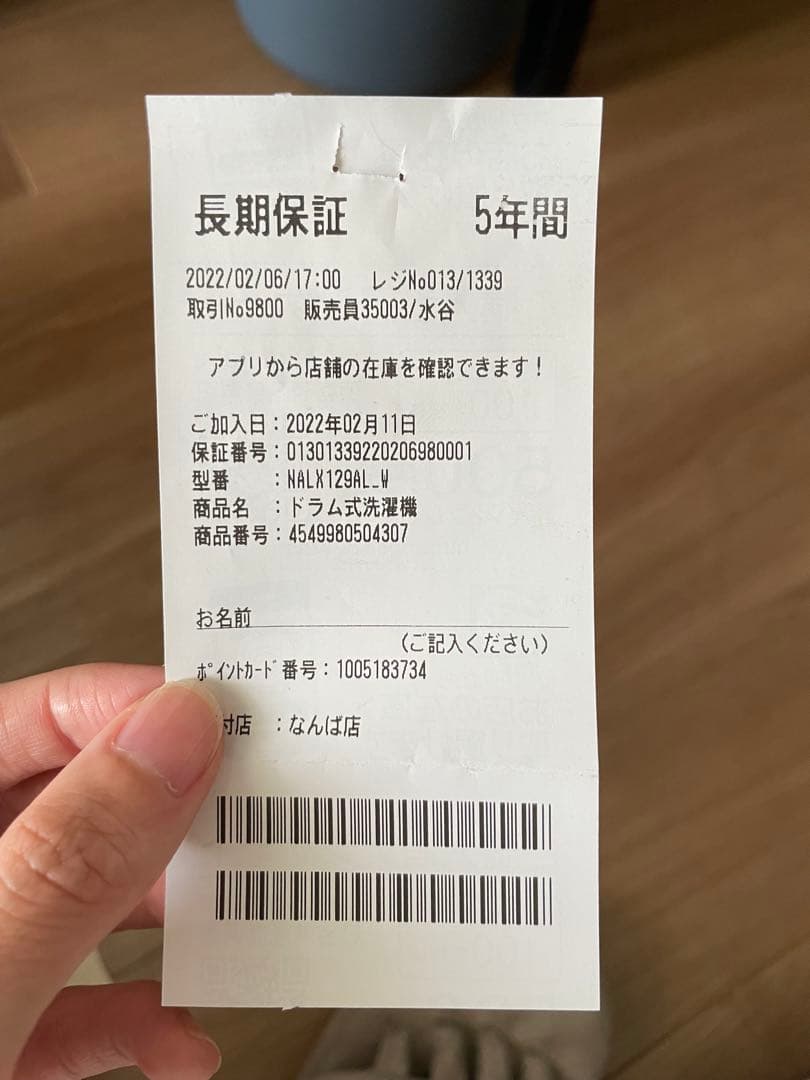 長期保証 5年間
2022/02/06/17:00 レジNo013/1339
取引No9800 販売員35003/水谷
アプリから店舗の在庫を確認できます!
ご加入日:2022年02月11日
保証番号:01301339220206980001
型番 :NALX129AL_W
商品名 :ドラム式洗濯機
商品番号:4549980504307
お名前
(ご記入ください)
ポイントカード番号:1005183734
付店 :なんば店